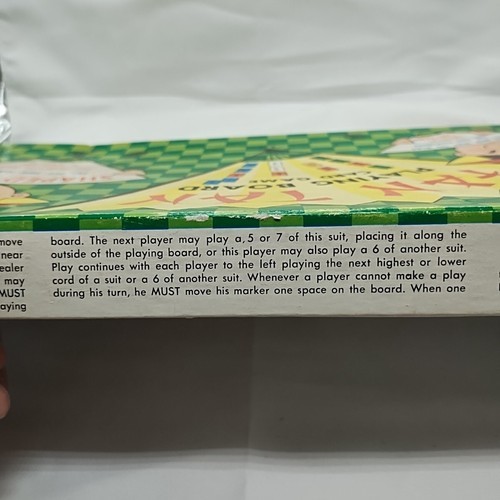 PLAYING BOARD
move
near
ealer
may
MUST
aying
board. The next player may play a 5 or 7 of this suit, placing it along the
outside of the playing board, or this player may also play a 6 of another suit.
Play continues with each player to the left playing the next highest or lower
cord of a suit or a 6 of another suit. Whenever a player cannot make a play
during his turn, he MUST move his marker one space on the board. When one